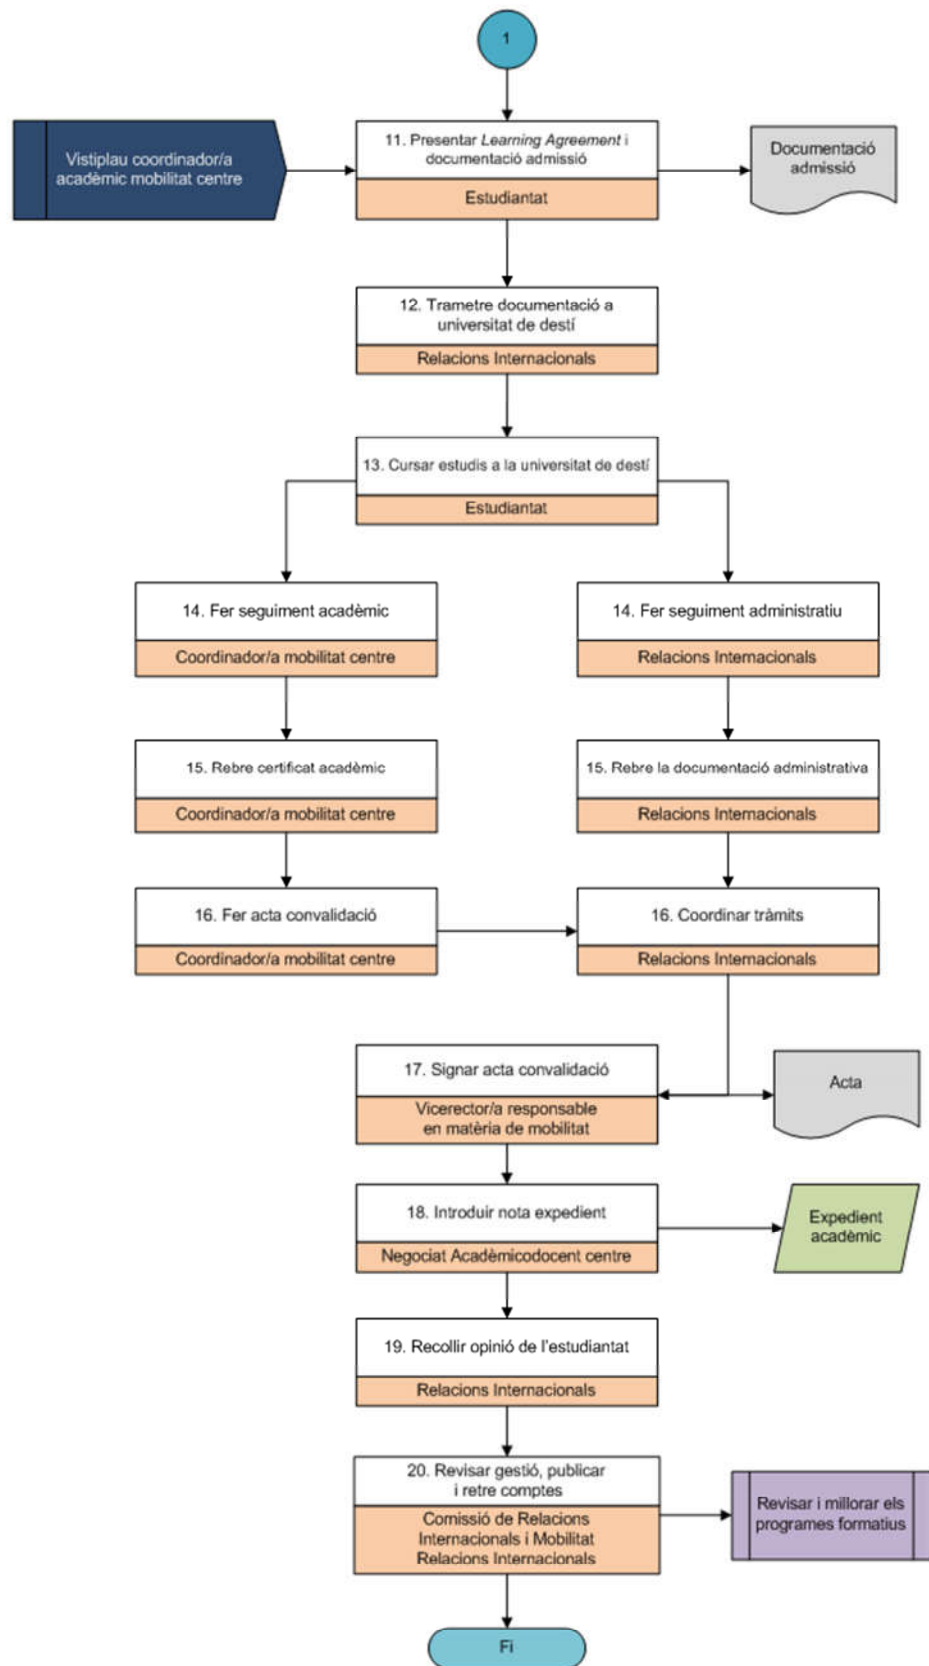 1
Vistiplau coordinador/a
acadèmic mobilitat centre
11. Presentar Learning Agreement i
documentació admissió
Estudiantat
Documentació
admissió
12. Trametre documentació a
universitat de destí
Relacions Internacionals
13. Cursar estudis a la universitat de destí
Estudiantat
14. Fer seguiment acadèmic
Coordinador/a mobilitat centre
14. Fer seguiment administratiu
Relacions Internacionals
15. Rebre certificat acadèmic
Coordinador/a mobilitat centre
15. Rebre la documentació administrativa
Relacions Internacionals
16. Fer acta convalidació
Coordinador/a mobilitat centre
16. Coordinar tràmits
Relacions Internacionals
17. Signar acta convalidació
Vicerector/a responsable
en matèria de mobilitat
Acta
18. Introduir nota expedient
Negociat Acadèmicodocent centre
Expedient
acadèmic
19. Recollir opinió de l'estudiantat
Relacions Internacionals
20. Revisar gestió, publicar
i retre comptes
Comissió de Relacions
Internacionals i Mobilitat
Relacions Internacionals
Revisar i millorar els
programes formatius
Fi